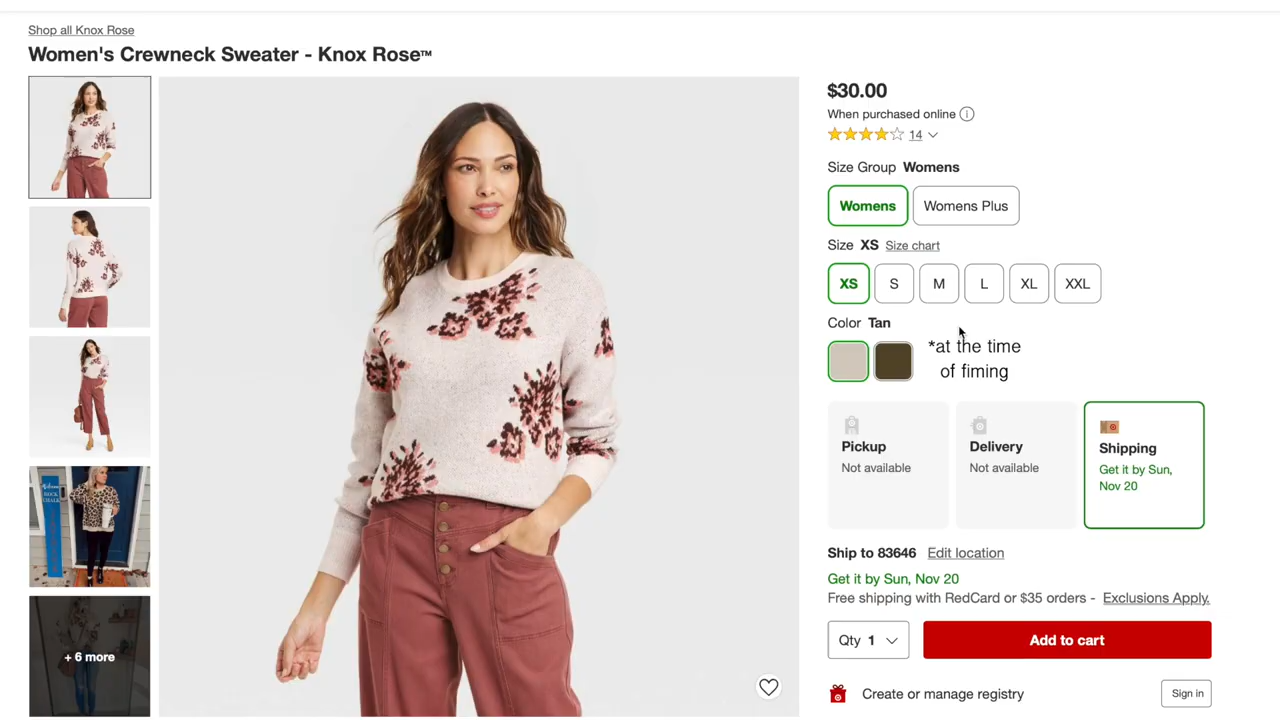 Shop all Knox Rose
Women's Crewneck Sweater - Knox Rose™
$30.00
When purchased online
14
Size Group Womens
Womens
Womens Plus
Size XS Size chart
XS
S
M
L
XL
XXL
Color Tan
*at the time
of fiming
Pickup
Not available
Delivery
Not available
Shipping
Get it by Sun,
Nov 20
Ship to 83646 Edit location
Get it by Sun, Nov 20
Free shipping with RedCard or $35 orders - Exclusions Apply.
Qty 1
Add to cart
+ 6 more
Create or manage registry
Sign in